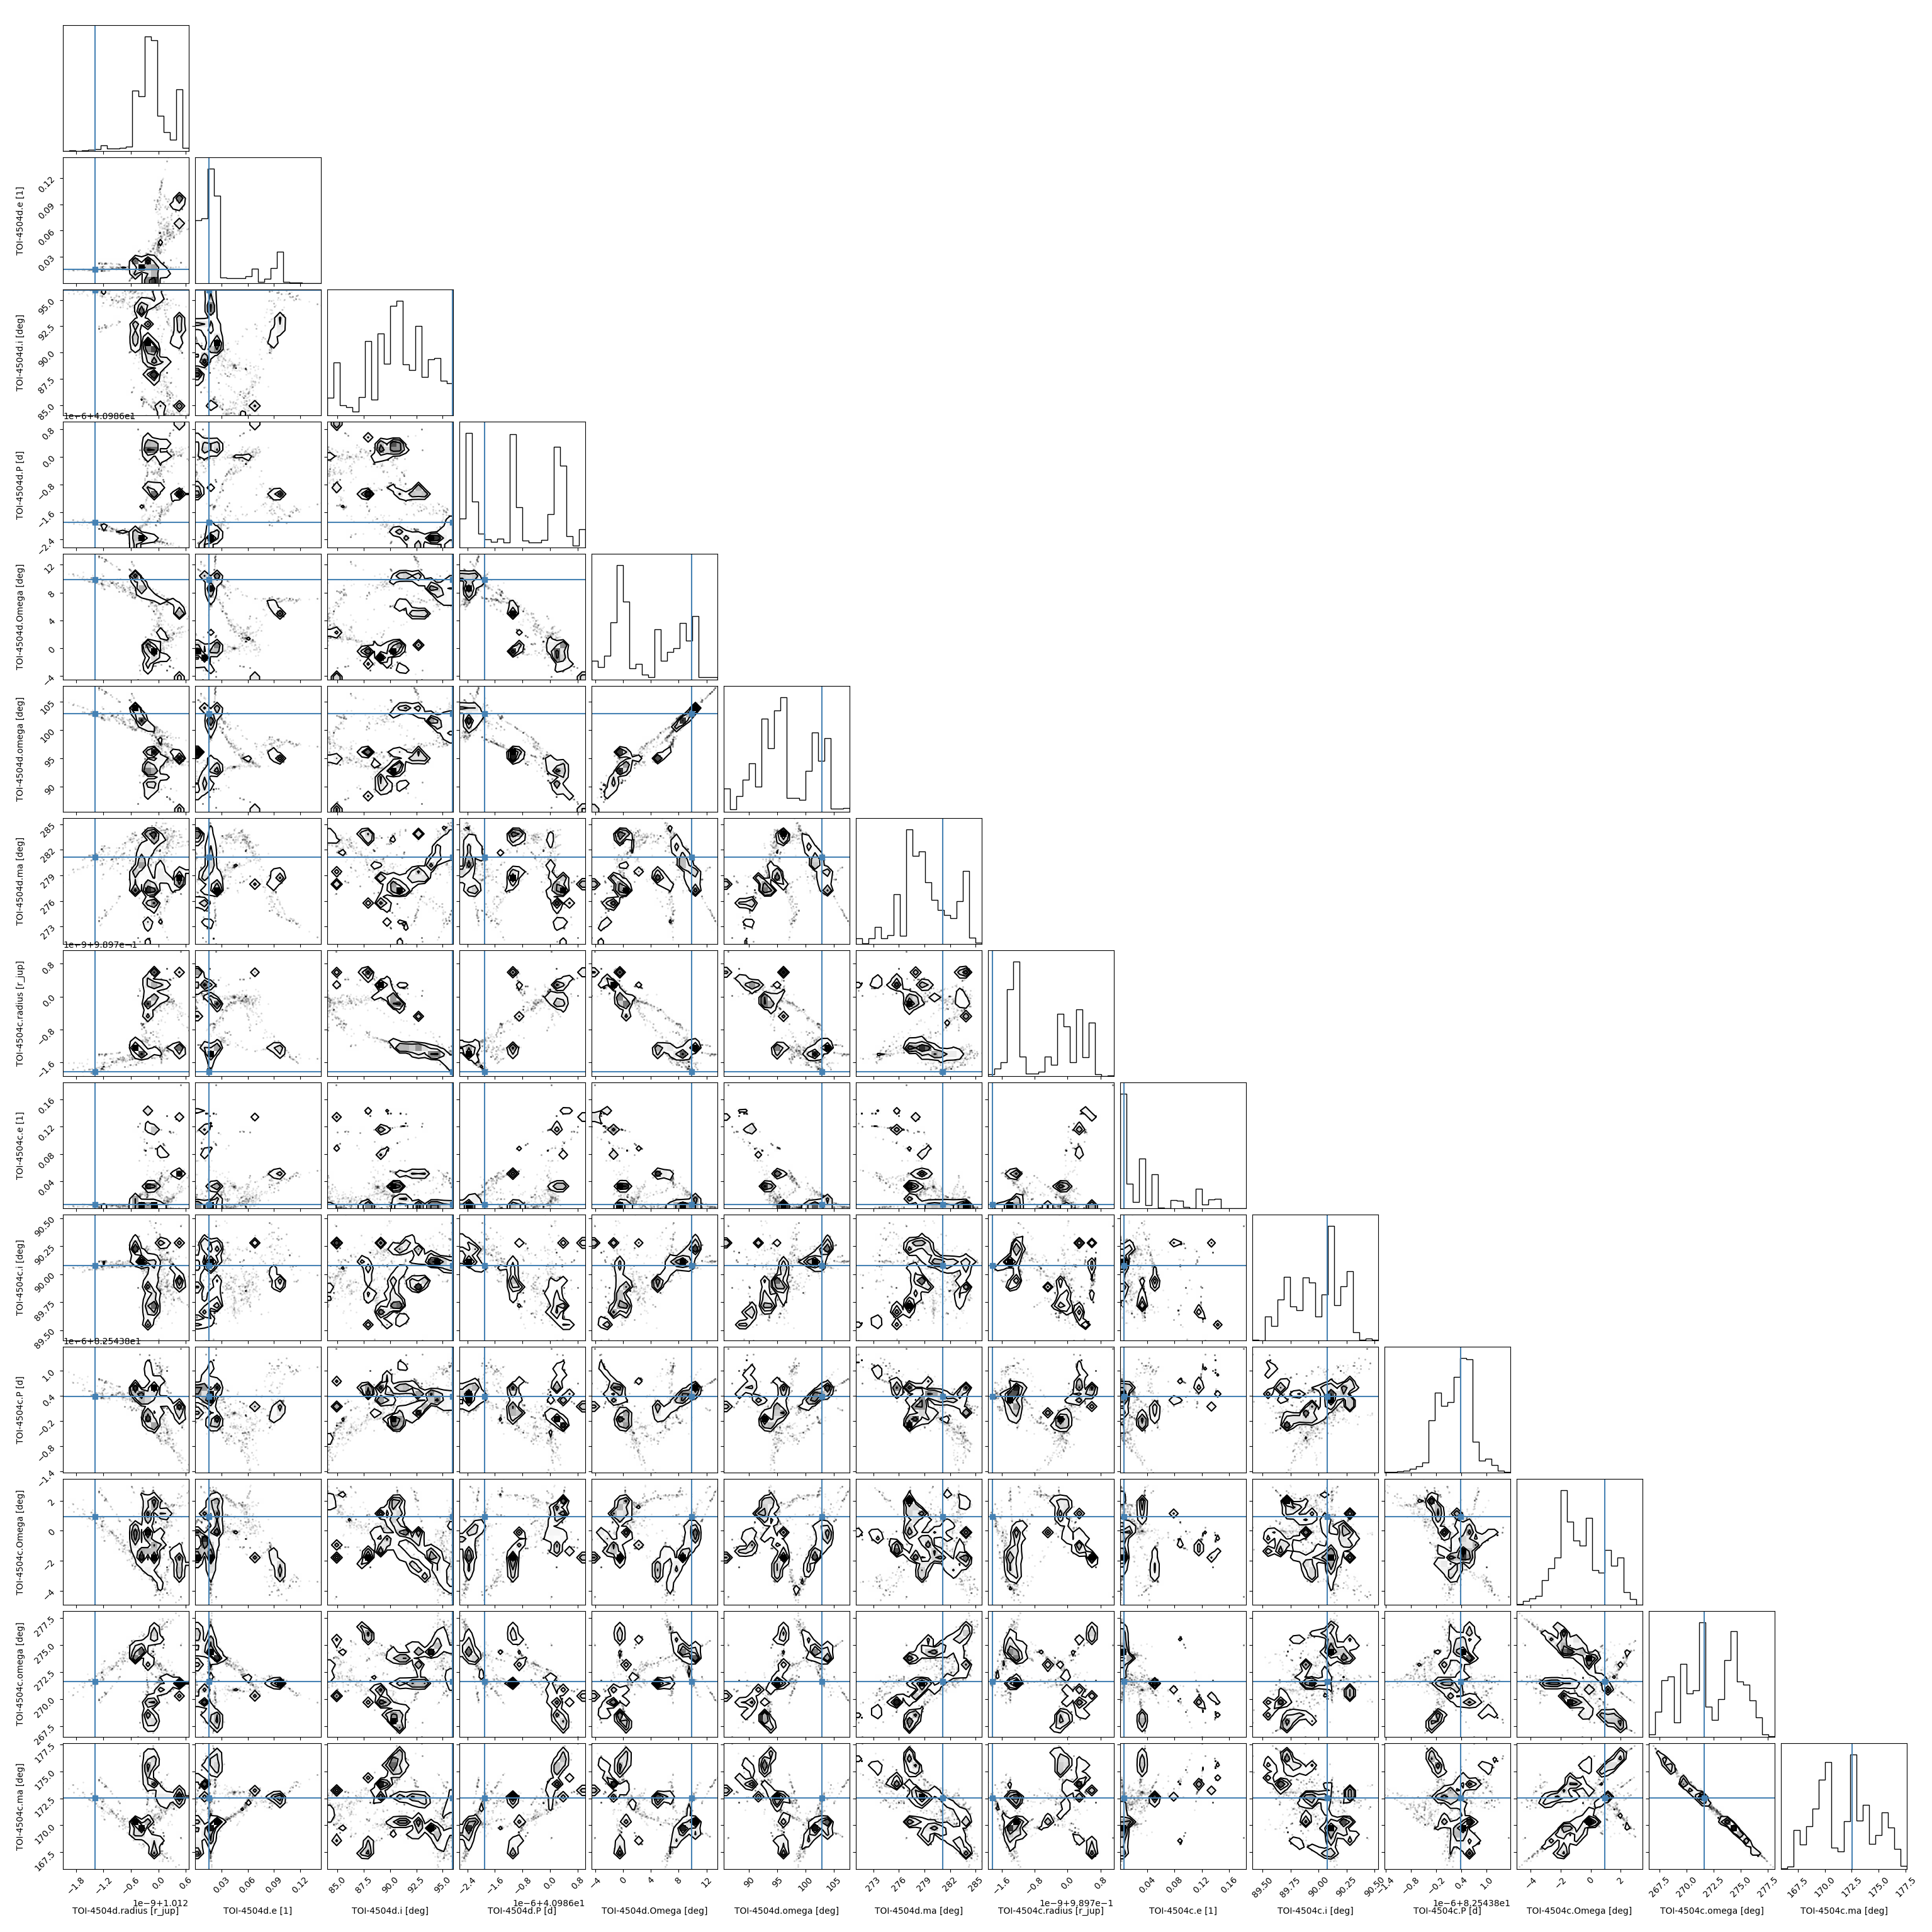 TOI-4504d.e [1]
0.12
0.09
0.06
0.03
TOI-4504d.i [deg]
95.0
92.5
90.0
87.5
85.0
1e−6+4.0986e1
TOI-4504d.P [d]
0.8
0.0
−0.8
−1.6
−2.4
TOI-4504d.Omega [deg]
12
8
4
0
−4
TOI-4504d.omega [deg]
105
100
95
90
TOI-4504d.ma [deg]
285
282
279
276
273
1e−9+9.897e−1
TOI-4504c.radius [r_jup]
0.8
0.0
−0.8
−1.6
TOI-4504c.e [1]
0.16
0.12
0.08
0.04
TOI-4504c.i [deg]
90.50
90.25
90.00
89.75
89.50
1e−6+8.25438e1
TOI-4504c.P [d]
1.0
0.4
−0.2
−0.8
−1.4
TOI-4504c.Omega [deg]
2
0
−2
−4
TOI-4504c.omega [deg]
277.5
275.0
272.5
270.0
267.5
TOI-4504c.ma [deg]
177.5
175.0
172.5
170.0
167.5
−1.8 −1.2 −0.6 0.0 0.6
0.03 0.06 0.09 0.12
85.0 87.5 90.0 92.5 95.0
−2.4 −1.6 −0.8 0.0 0.8
−4 0 4 8 12
90 95 100 105
273 276 279 282 285
−1.6 −0.8 0.0 0.8
0.04 0.08 0.12 0.16
89.50 89.75 90.00 90.25 90.50
−1.4 −0.8 −0.2 0.4 1.0
−4 −2 0 2
267.5 270.0 272.5 275.0 277.5
167.5 170.0 172.5 175.0 177.5
1e−9+1.012
1e−6+4.0986e1
1e−9+9.897e−1
1e−6+8.25438e1
TOI-4504d.radius [r_jup]
TOI-4504d.e [1]
TOI-4504d.i [deg]
TOI-4504d.P [d]
TOI-4504d.Omega [deg]
TOI-4504d.omega [deg]
TOI-4504d.ma [deg]
TOI-4504c.radius [r_jup]
TOI-4504c.e [1]
TOI-4504c.i [deg]
TOI-4504c.P [d]
TOI-4504c.Omega [deg]
TOI-4504c.omega [deg]
TOI-4504c.ma [deg]